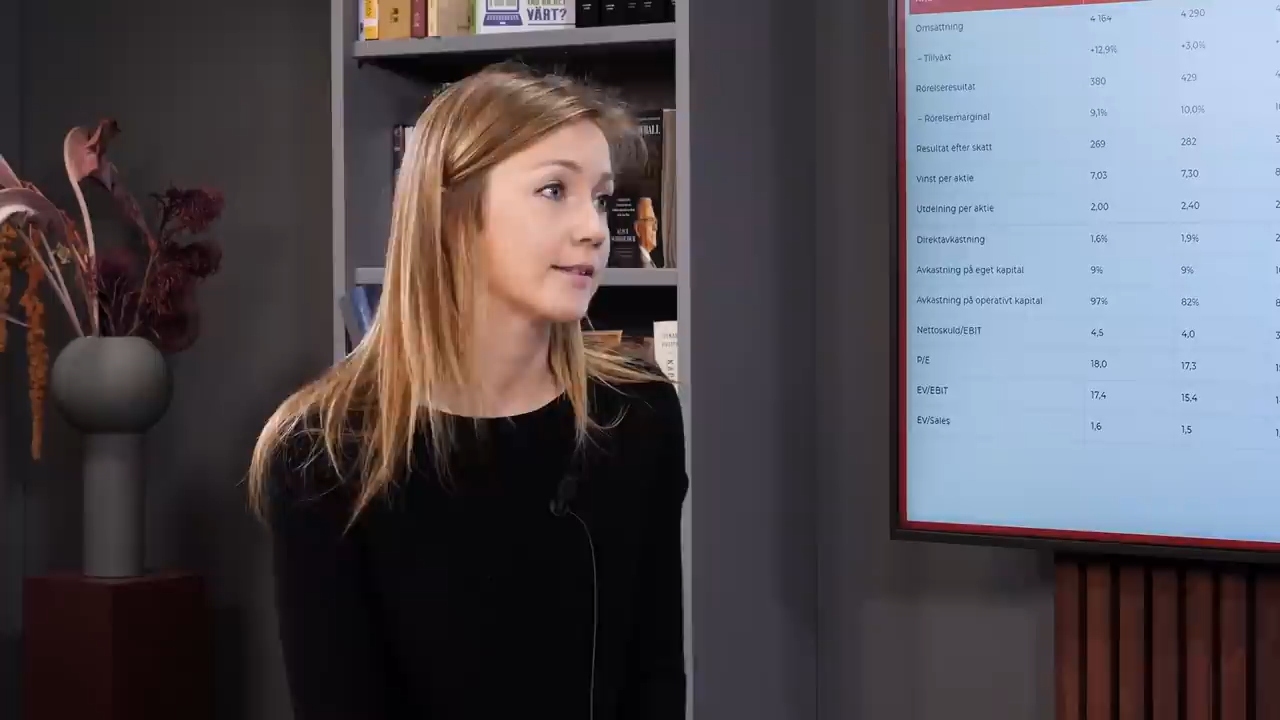 VÄRT?
Omsättning 4 164 4 290
- Tillväxt +12,9% +3,0%
Rörelseresultat 380 429
- Rörelsemarginal 9,1% 10,0%
Resultat efter skatt 269 282
Vinst per aktie 7,03 7,30
Utdelning per aktie 2,00 2,40
Direktavkastning 1,6% 1,9%
Avkastning på eget kapital 9% 9%
Avkastning på operativt kapital 97% 82%
Nettoskuld/EBIT 4,5 4,0
P/E 18,0 17,3
EV/EBIT 17,4 15,4
EV/Sales 1,6 1,5